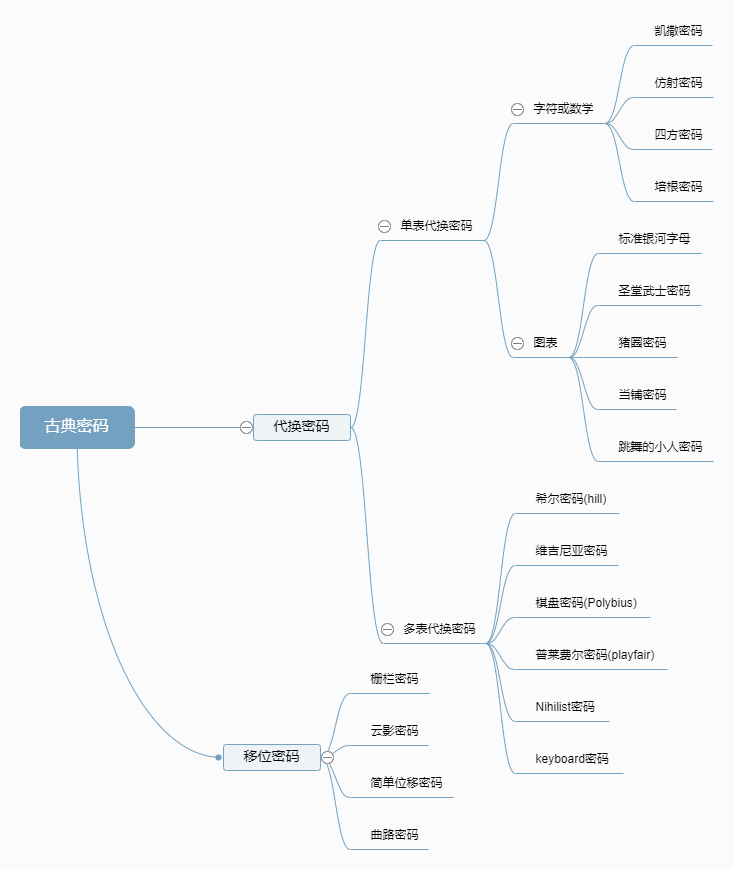 古典密码
代换密码
单表代换密码
字符或数学
凯撒密码
仿射密码
四方密码
培根密码
图表
标准银河字母
圣堂武士密码
猪圈密码
当铺密码
跳舞的小人密码
多表代换密码
希尔密码(hill)
维吉尼亚密码
棋盘密码(Polybius)
普莱费尔密码(playfair)
Nihilist密码
keyboard密码
移位密码
栅栏密码
云影密码
简单位移密码
曲路密码